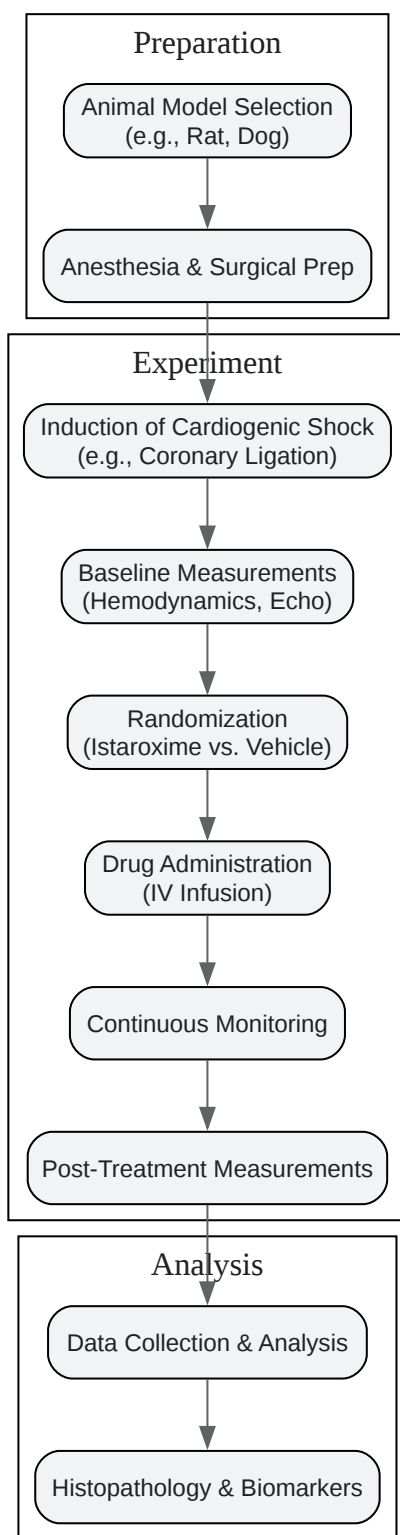 Preparation
Animal Model Selection
(e.g., Rat, Dog)
Anesthesia & Surgical Prep
Experiment
Induction of Cardiogenic Shock
(e.g., Coronary Ligation)
Baseline Measurements
(Hemodynamics, Echo)
Randomization
(Istaroxime vs. Vehicle)
Drug Administration
(IV Infusion)
Continuous Monitoring
Post-Treatment Measurements
Analysis
Data Collection & Analysis
Histopathology & Biomarkers